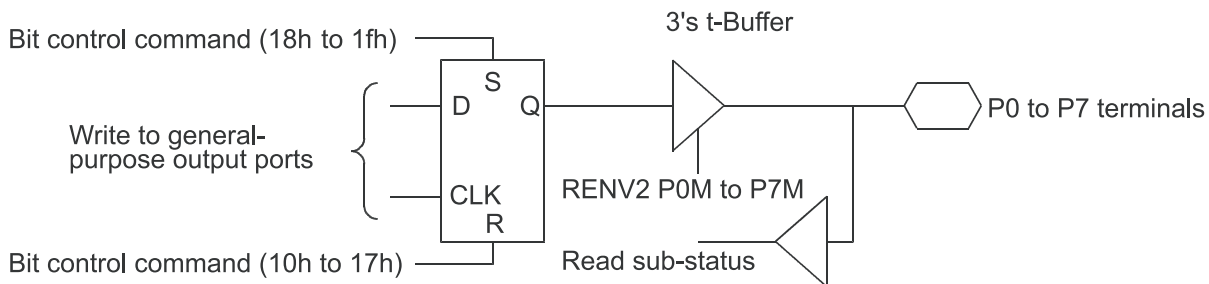 3's t-Buffer
Bit control command (18h to 1fh)
S
D
Q
P0 to P7 terminals
Write to general-
purpose output ports
CLK
RENV2 P0M to P7M
R
Bit control command (10h to 17h)
Read sub-status